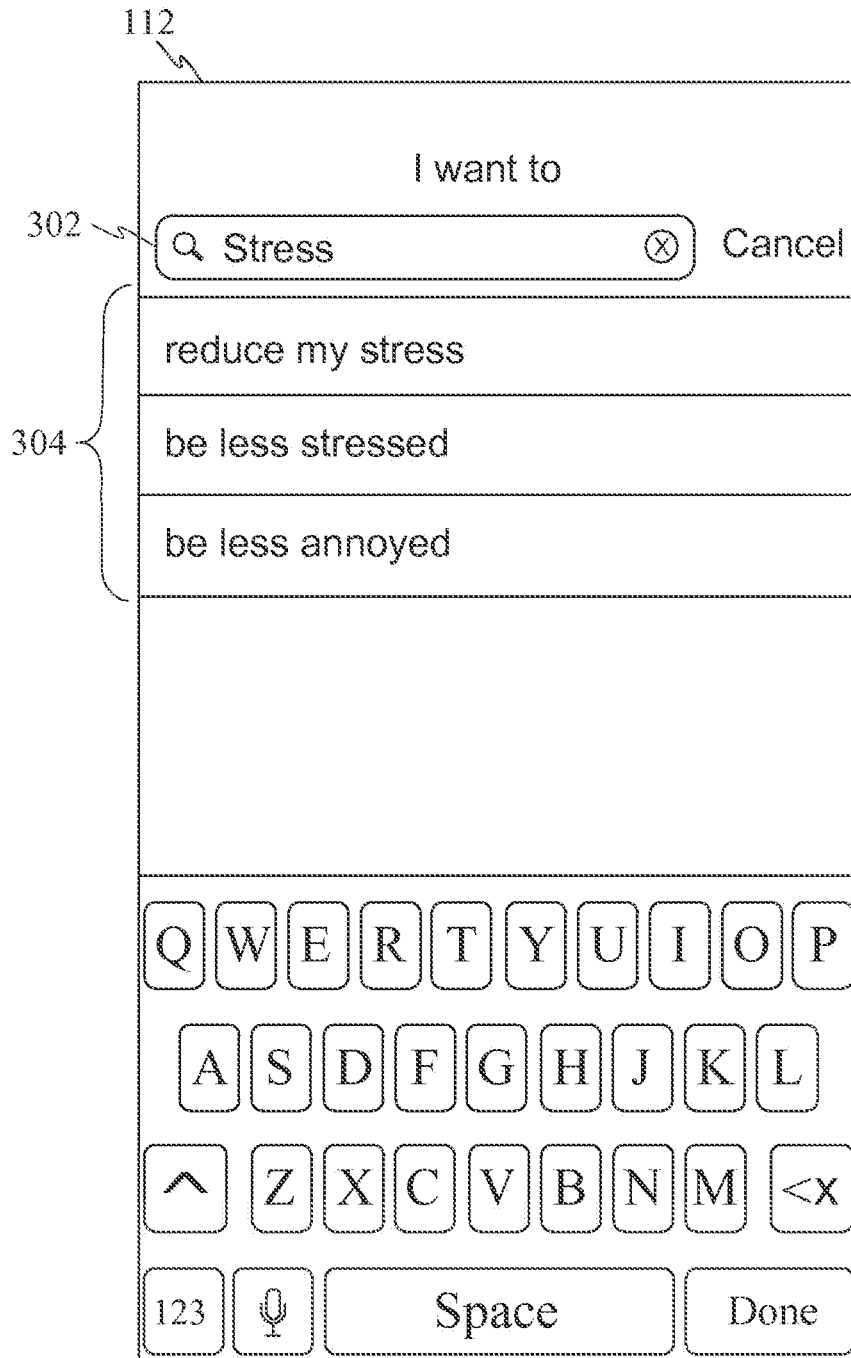 112
I want to
302
Stress
Cancel
reduce my stress
304
be less stressed
be less annoyed
Q W E R T Y U I O P
A S D F G H J K L
^ Z X C V B N M <x
123 Space Done